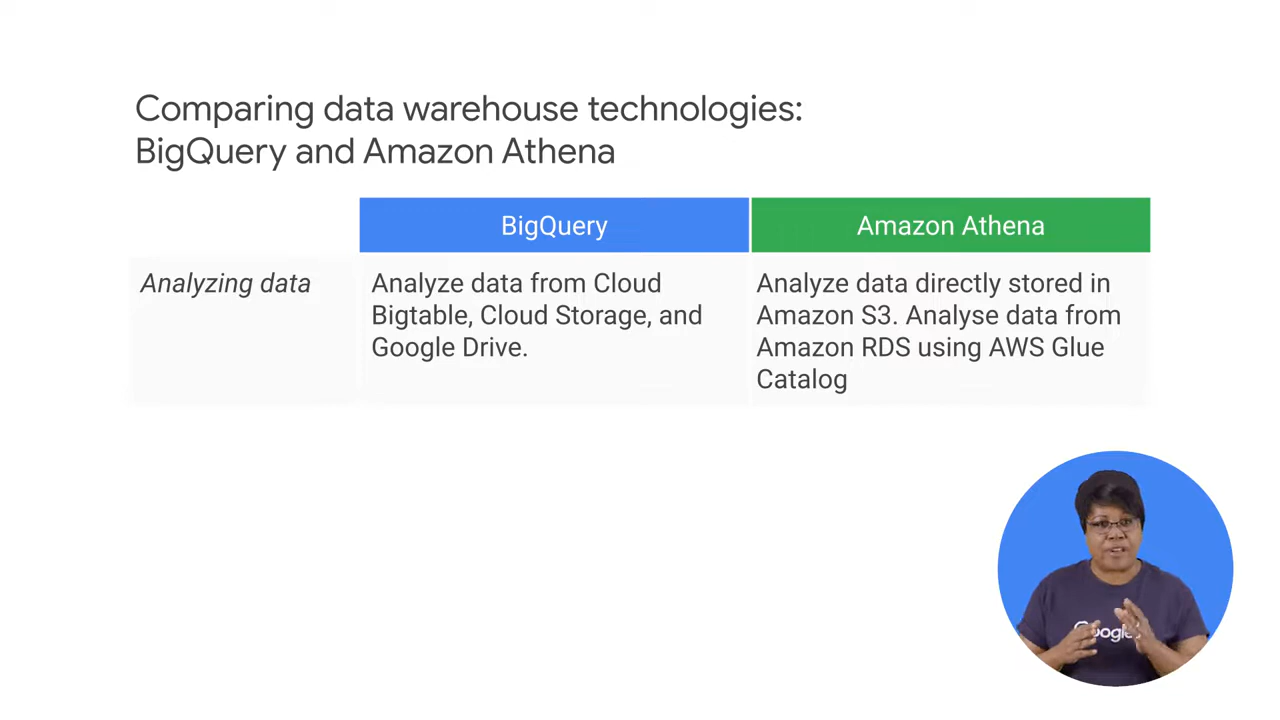 Comparing data warehouse technologies:
BigQuery and Amazon Athena
BigQuery
Amazon Athena
Analyzing data
Analyze data from Cloud
Bigtable, Cloud Storage, and
Google Drive.
Analyze data directly stored in
Amazon S3. Analyse data from
Amazon RDS using AWS Glue
Catalog
Google